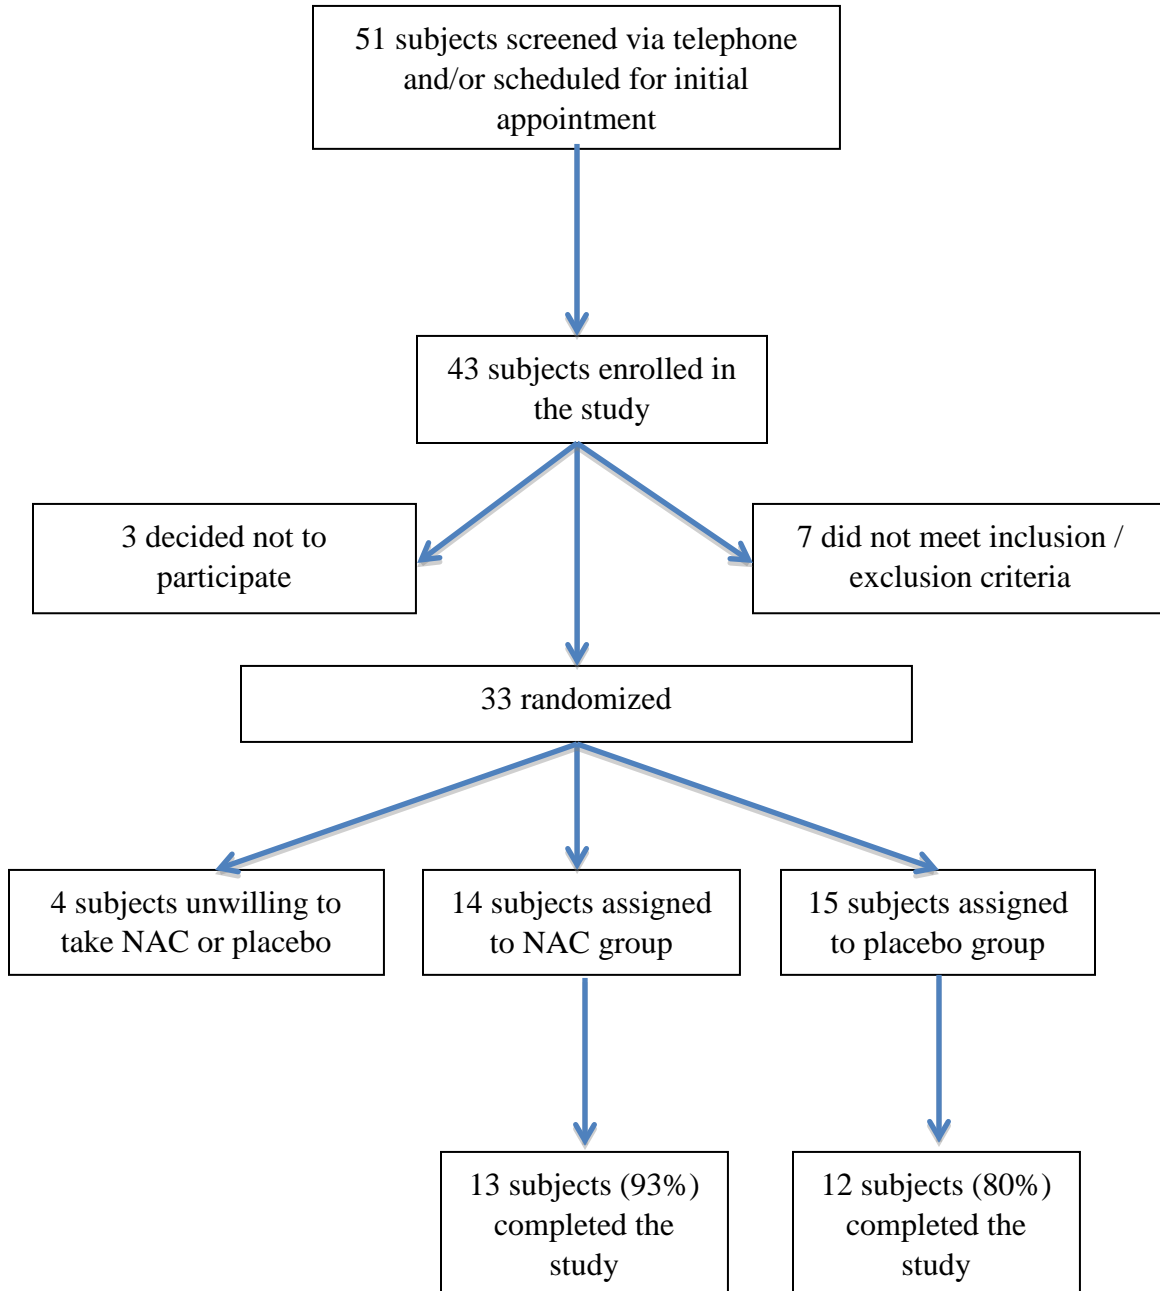 51 subjects screened via telephone
and/or scheduled for initial
appointment
43 subjects enrolled in
the study
3 decided not to
participate
7 did not meet inclusion /
exclusion criteria
33 randomized
4 subjects unwilling to
take NAC or placebo
14 subjects assigned
to NAC group
15 subjects assigned
to placebo group
13 subjects (93%)
completed the
study
12 subjects (80%)
completed the
study